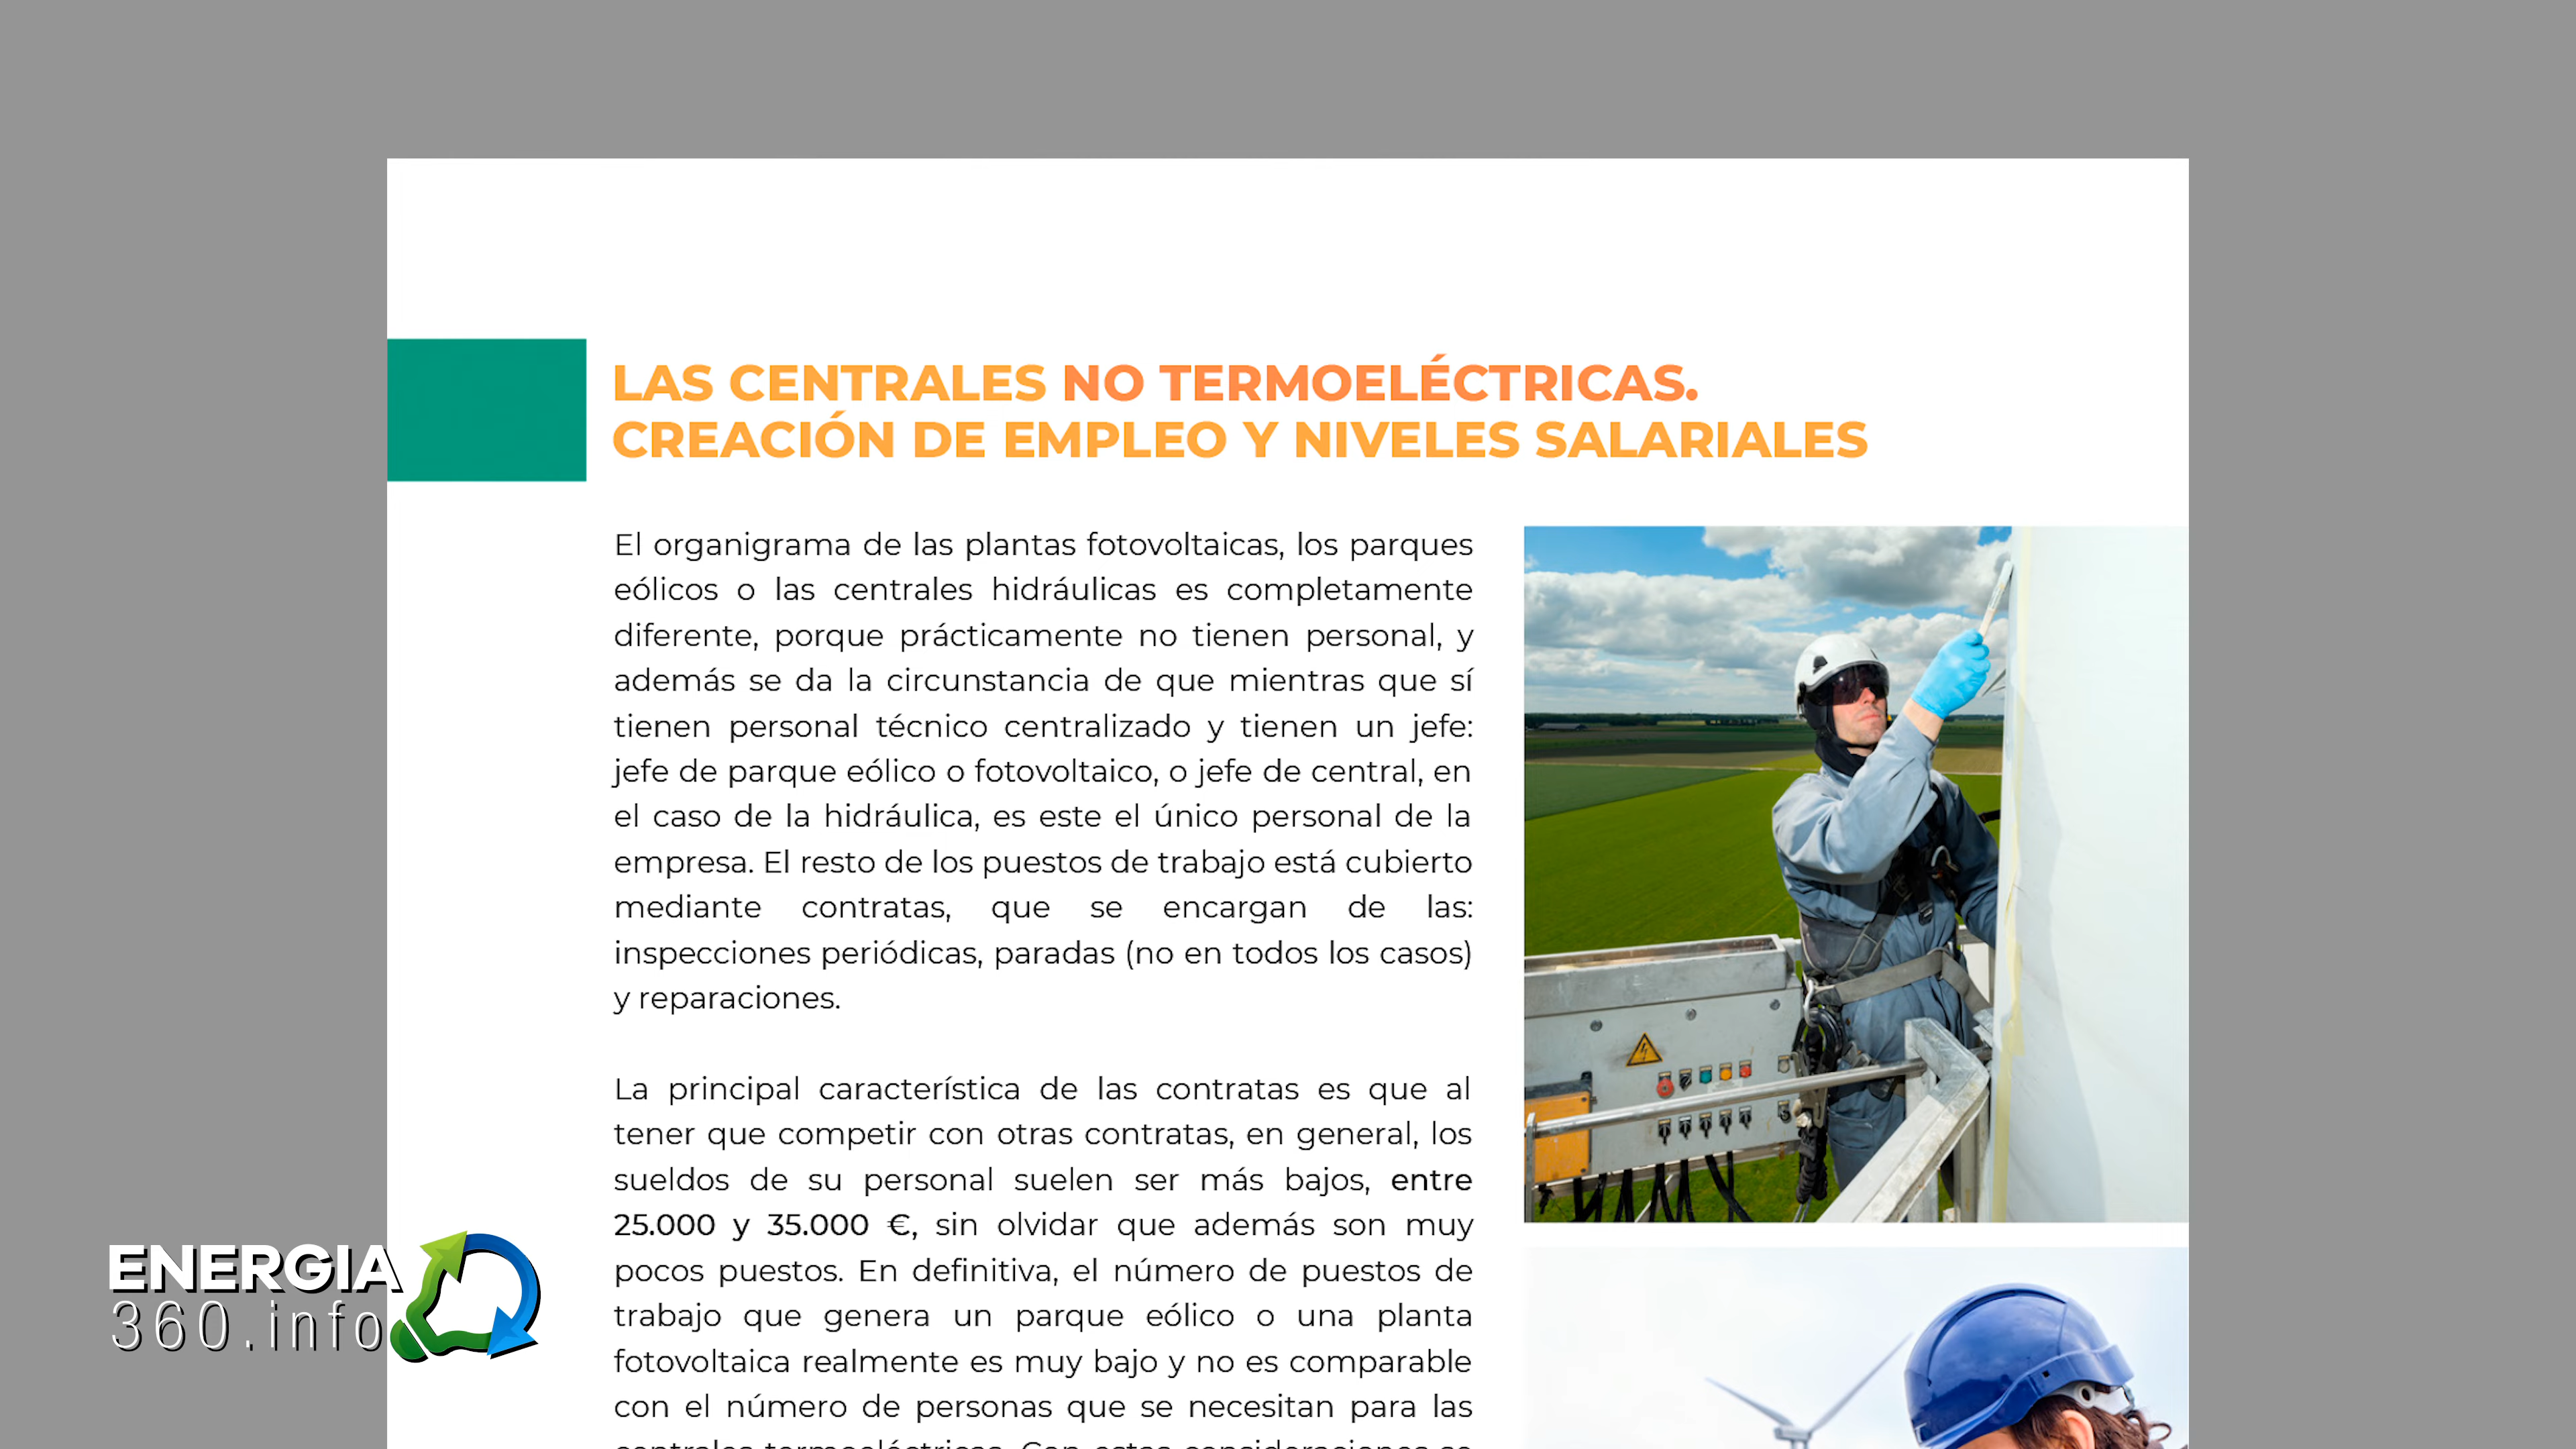 LAS CENTRALES NO TERMOELÉCTRICAS.
CREACIÓN DE EMPLEO Y NIVELES SALARIALES
El organigrama de las plantas fotovoltaicas, los parques
eólicos o las centrales hidráulicas es completamente
diferente, porque prácticamente no tienen personal, y
además se da la circunstancia de que mientras que sí
tienen personal técnico centralizado y tienen un jefe:
jefe de parque eólico o fotovoltaico, o jefe de central, en
el caso de la hidráulica, es este el único personal de la
empresa. El resto de los puestos de trabajo está cubierto
mediante contratas, que se encargan de las:
inspecciones periódicas, paradas (no en todos los casos)
y reparaciones.
La principal característica de las contratas es que al
tener que competir con otras contratas, en general, los
sueldos de su personal suelen ser más bajos, entre
25.000 y 35.000 €, sin olvidar que además son muy
pocos puestos. En definitiva, el número de puestos de
trabajo que genera un parque eólico o una planta
fotovoltaica realmente es muy bajo y no es comparable
con el número de personas que se necesitan para las
ENERGIA
360.info